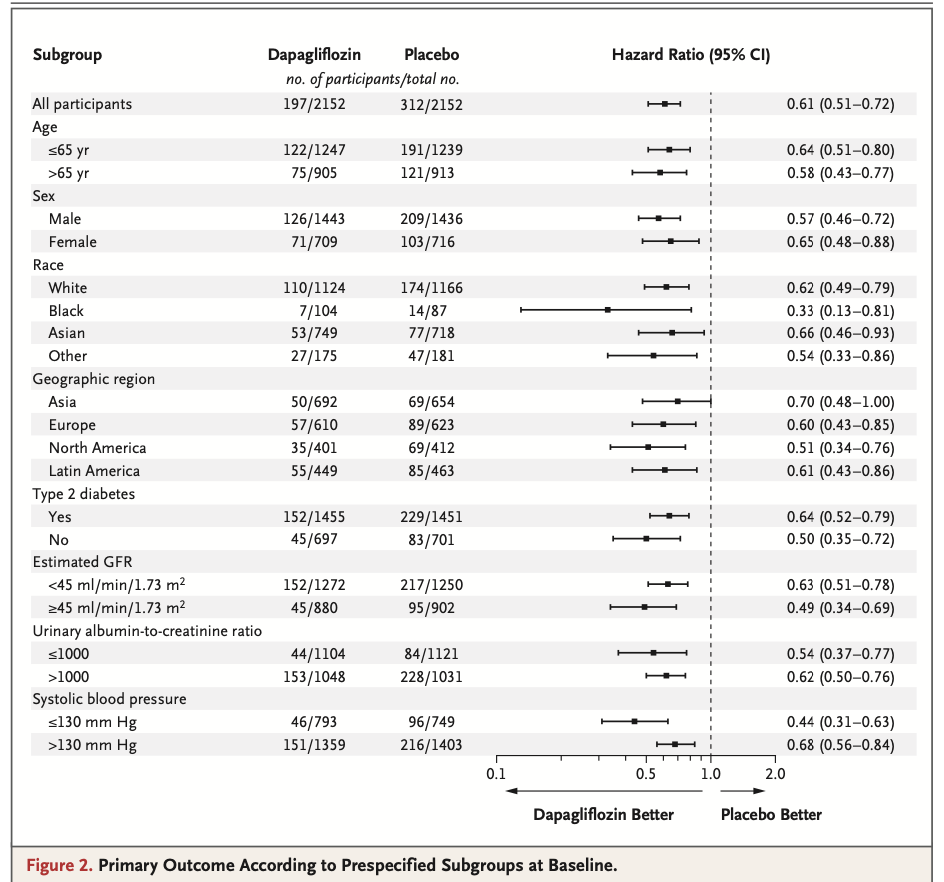 Subgroup Dapagliflozin Placebo Hazard Ratio (95% CI)
no. of participants/total no.
All participants 197/2152 312/2152 0.61 (0.51–0.72)
Age
≤65 yr 122/1247 191/1239 0.64 (0.51–0.80)
>65 yr 75/905 121/913 0.58 (0.43–0.77)
Sex
Male 126/1443 209/1436 0.57 (0.46–0.72)
Female 71/709 103/716 0.65 (0.48–0.88)
Race
White 110/1124 174/1166 0.62 (0.49–0.79)
Black 7/104 14/87 0.33 (0.13–0.81)
Asian 53/749 77/718 0.66 (0.46–0.93)
Other 27/175 47/181 0.54 (0.33–0.86)
Geographic region
Asia 50/692 69/654 0.70 (0.48–1.00)
Europe 57/610 89/623 0.60 (0.43–0.85)
North America 35/401 69/412 0.51 (0.34–0.76)
Latin America 55/449 85/463 0.61 (0.43–0.86)
Type 2 diabetes
Yes 152/1455 229/1451 0.64 (0.52–0.79)
No 45/697 83/701 0.50 (0.35–0.72)
Estimated GFR
<45 ml/min/1.73 m² 152/1272 217/1250 0.63 (0.51–0.78)
≥45 ml/min/1.73 m² 45/880 95/902 0.49 (0.34–0.69)
Urinary albumin-to-creatinine ratio
≤1000 44/1104 84/1121 0.54 (0.37–0.77)
>1000 153/1048 228/1031 0.62 (0.50–0.76)
Systolic blood pressure
≤130 mm Hg 46/793 96/749 0.44 (0.31–0.63)
>130 mm Hg 151/1359 216/1403 0.68 (0.56–0.84)
0.1 0.5 1.0 2.0
Dapagliflozin Better Placebo Better
Figure 2. Primary Outcome According to Prespecified Subgroups at Baseline.